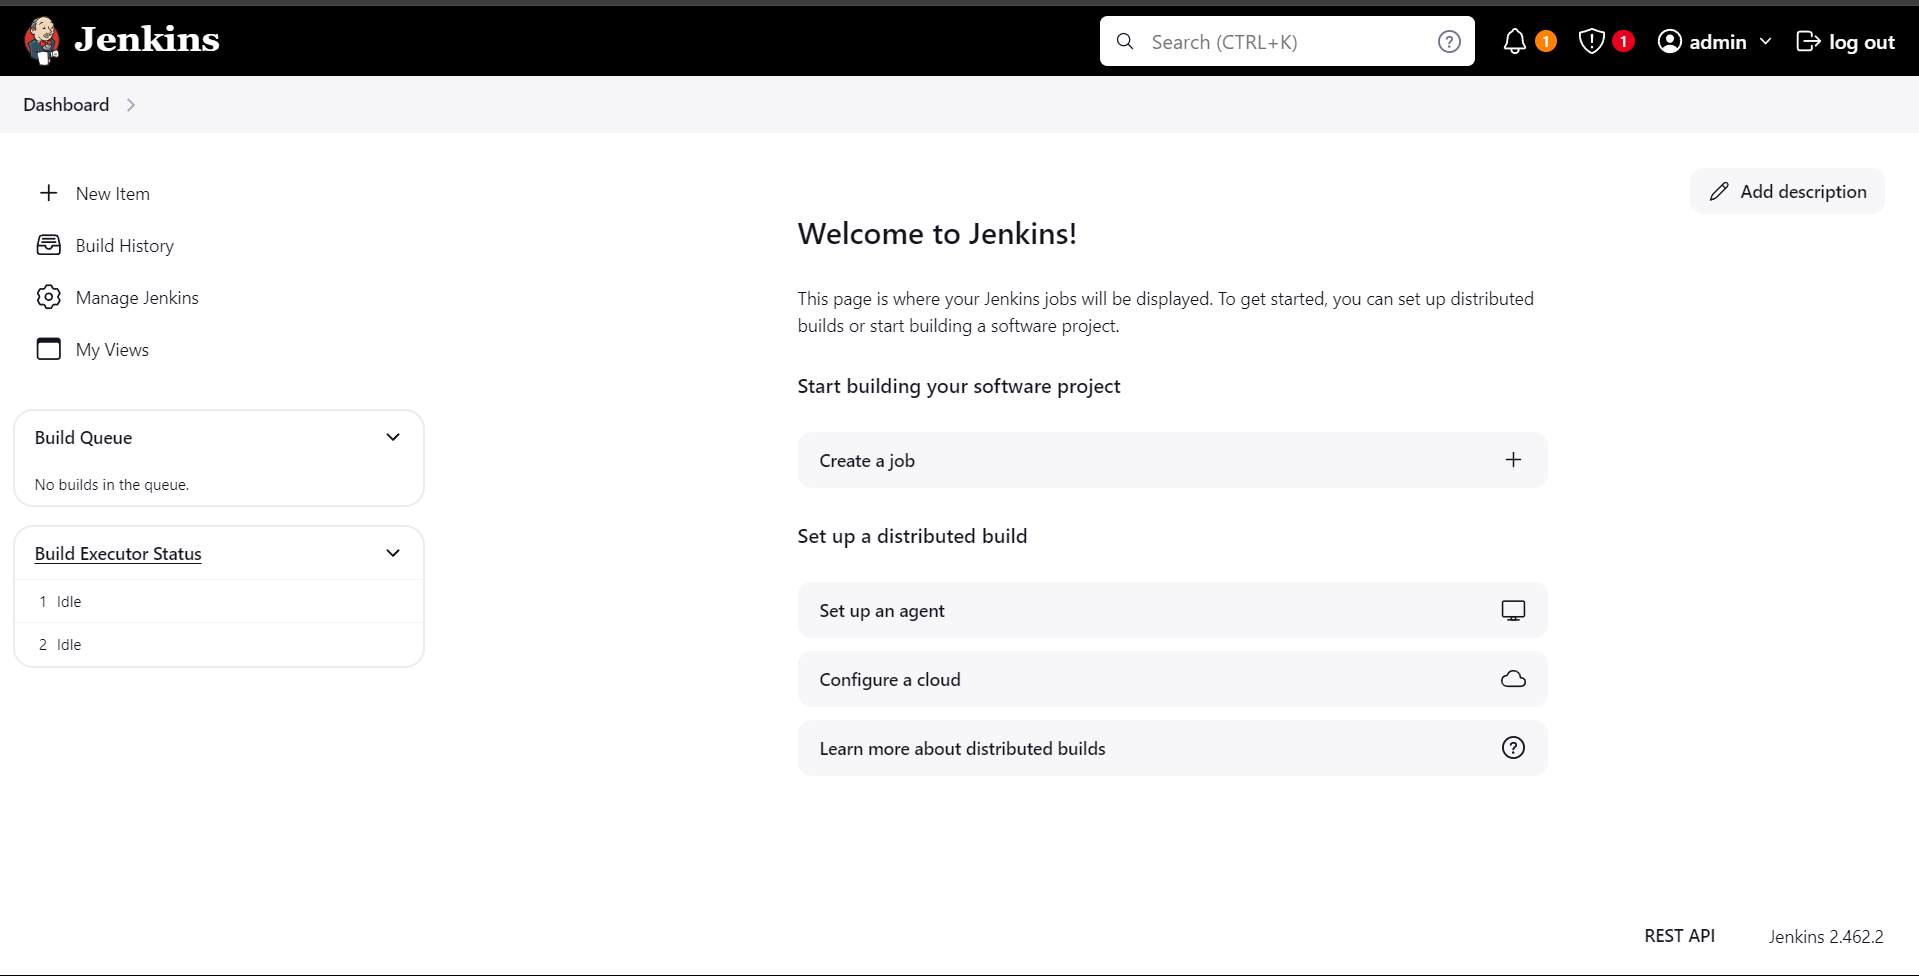 Jenkins
Search (CTRL+K)
?
1
1
admin
log out
Dashboard
New Item
Build History
Manage Jenkins
My Views
Build Queue
No builds in the queue.
Build Executor Status
1 Idle
2 Idle
Add description
Welcome to Jenkins!
This page is where your Jenkins jobs will be displayed. To get started, you can set up distributed
builds or start building a software project.
Start building your software project
Create a job
Set up a distributed build
Set up an agent
Configure a cloud
Learn more about distributed builds
?
REST API
Jenkins 2.462.2